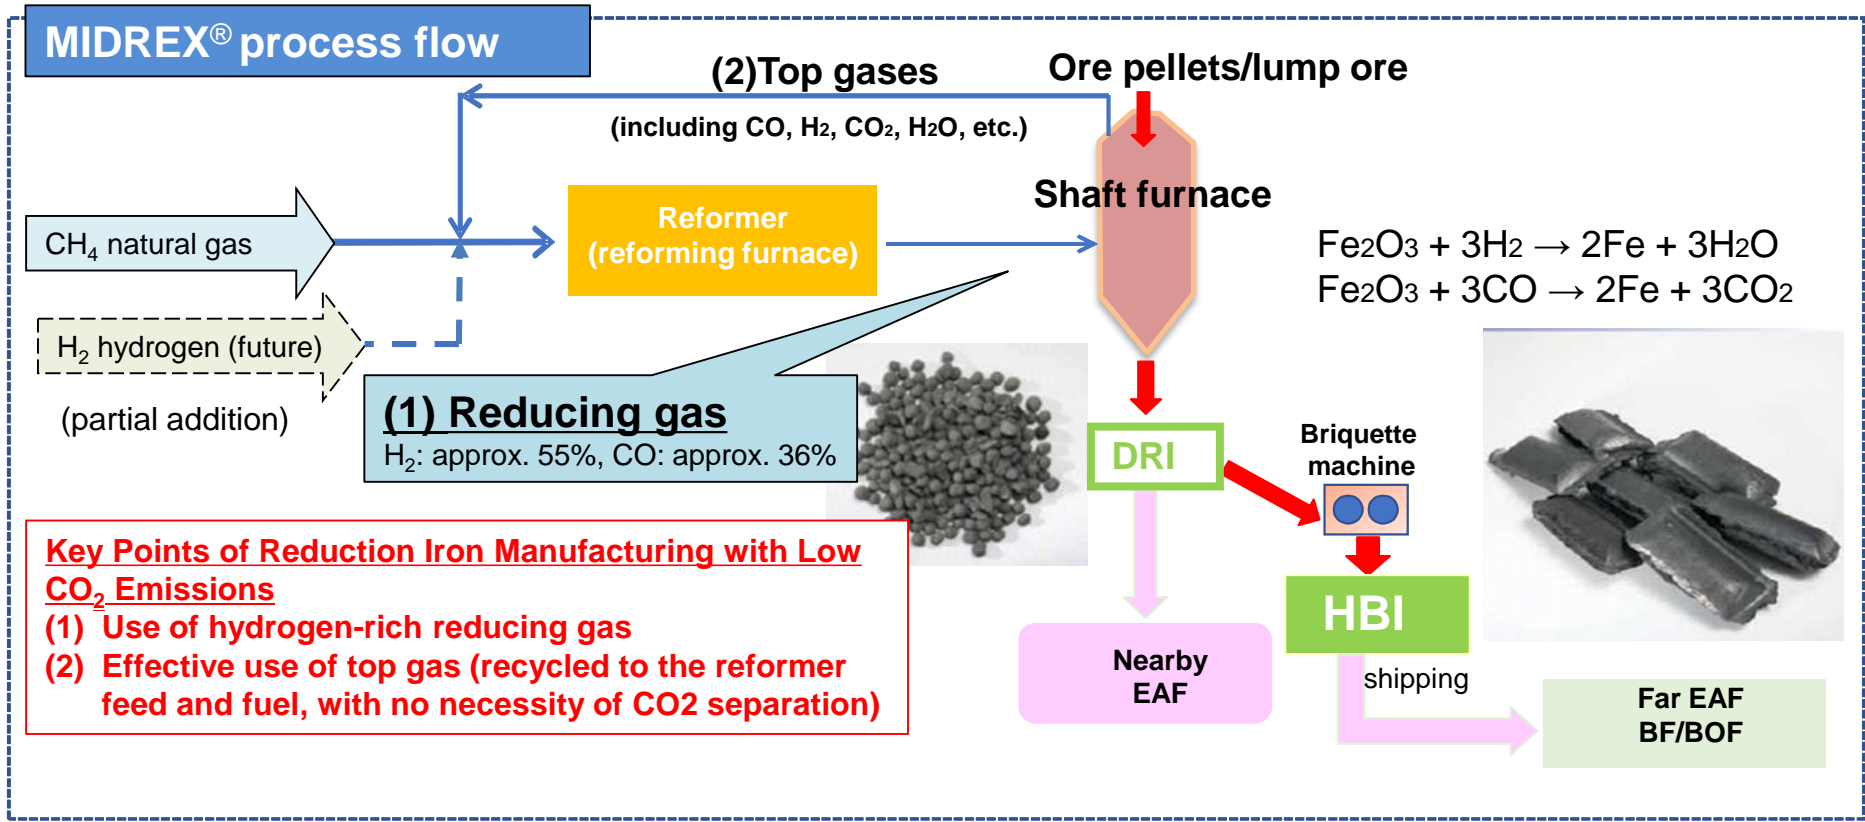 MIDREX® process flow
(2)Top gases
Ore pellets/lump ore
(including CO, H2, CO2, H2O, etc.)
Shaft furnace
CH4 natural gas
Reformer
(reforming furnace)
Fe2O3 + 3H2 → 2Fe + 3H2O
Fe2O3 + 3CO → 2Fe + 3CO2
H2 hydrogen (future)
(partial addition)
(1) Reducing gas
H2: approx. 55%, CO: approx. 36%
DRI
Briquette
machine
HBI
Key Points of Reduction Iron Manufacturing with Low
CO2 Emissions
(1) Use of hydrogen-rich reducing gas
(2) Effective use of top gas (recycled to the reformer
feed and fuel, with no necessity of CO2 separation)
Nearby
EAF
shipping
Far EAF
BF/BOF